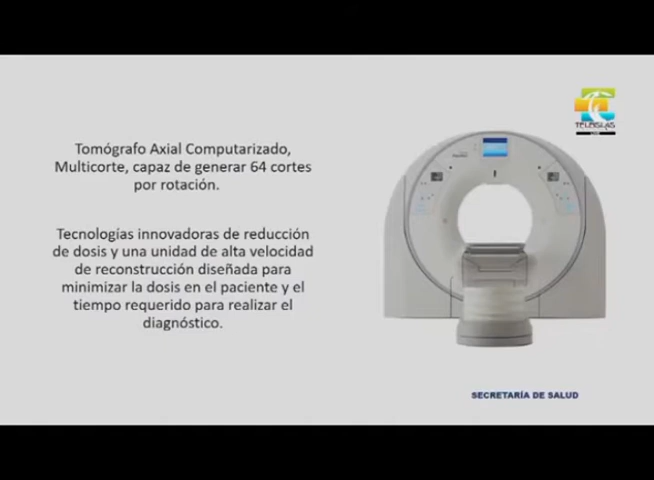 Tomógrafo Axial Computarizado,
Multicorte, capaz de generar 64 cortes
por rotación.
Tecnologías innovadoras de reducción
de dosis y una unidad de alta velocidad
de reconstrucción diseñada para
minimizar la dosis en el paciente y el
tiempo requerido para realizar el
diagnóstico.
TELEISLAS
SECRETARÍA DE SALUD